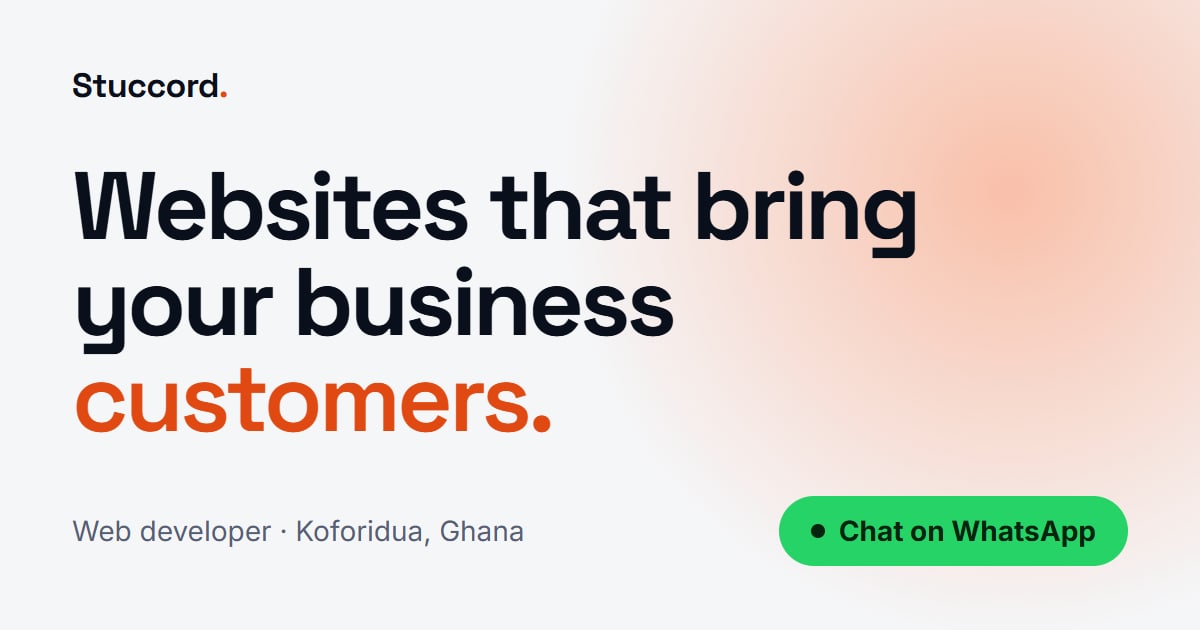 Stuccord.
Websites that bring
your business
customers.
Web developer · Koforidua, Ghana
Chat on WhatsApp